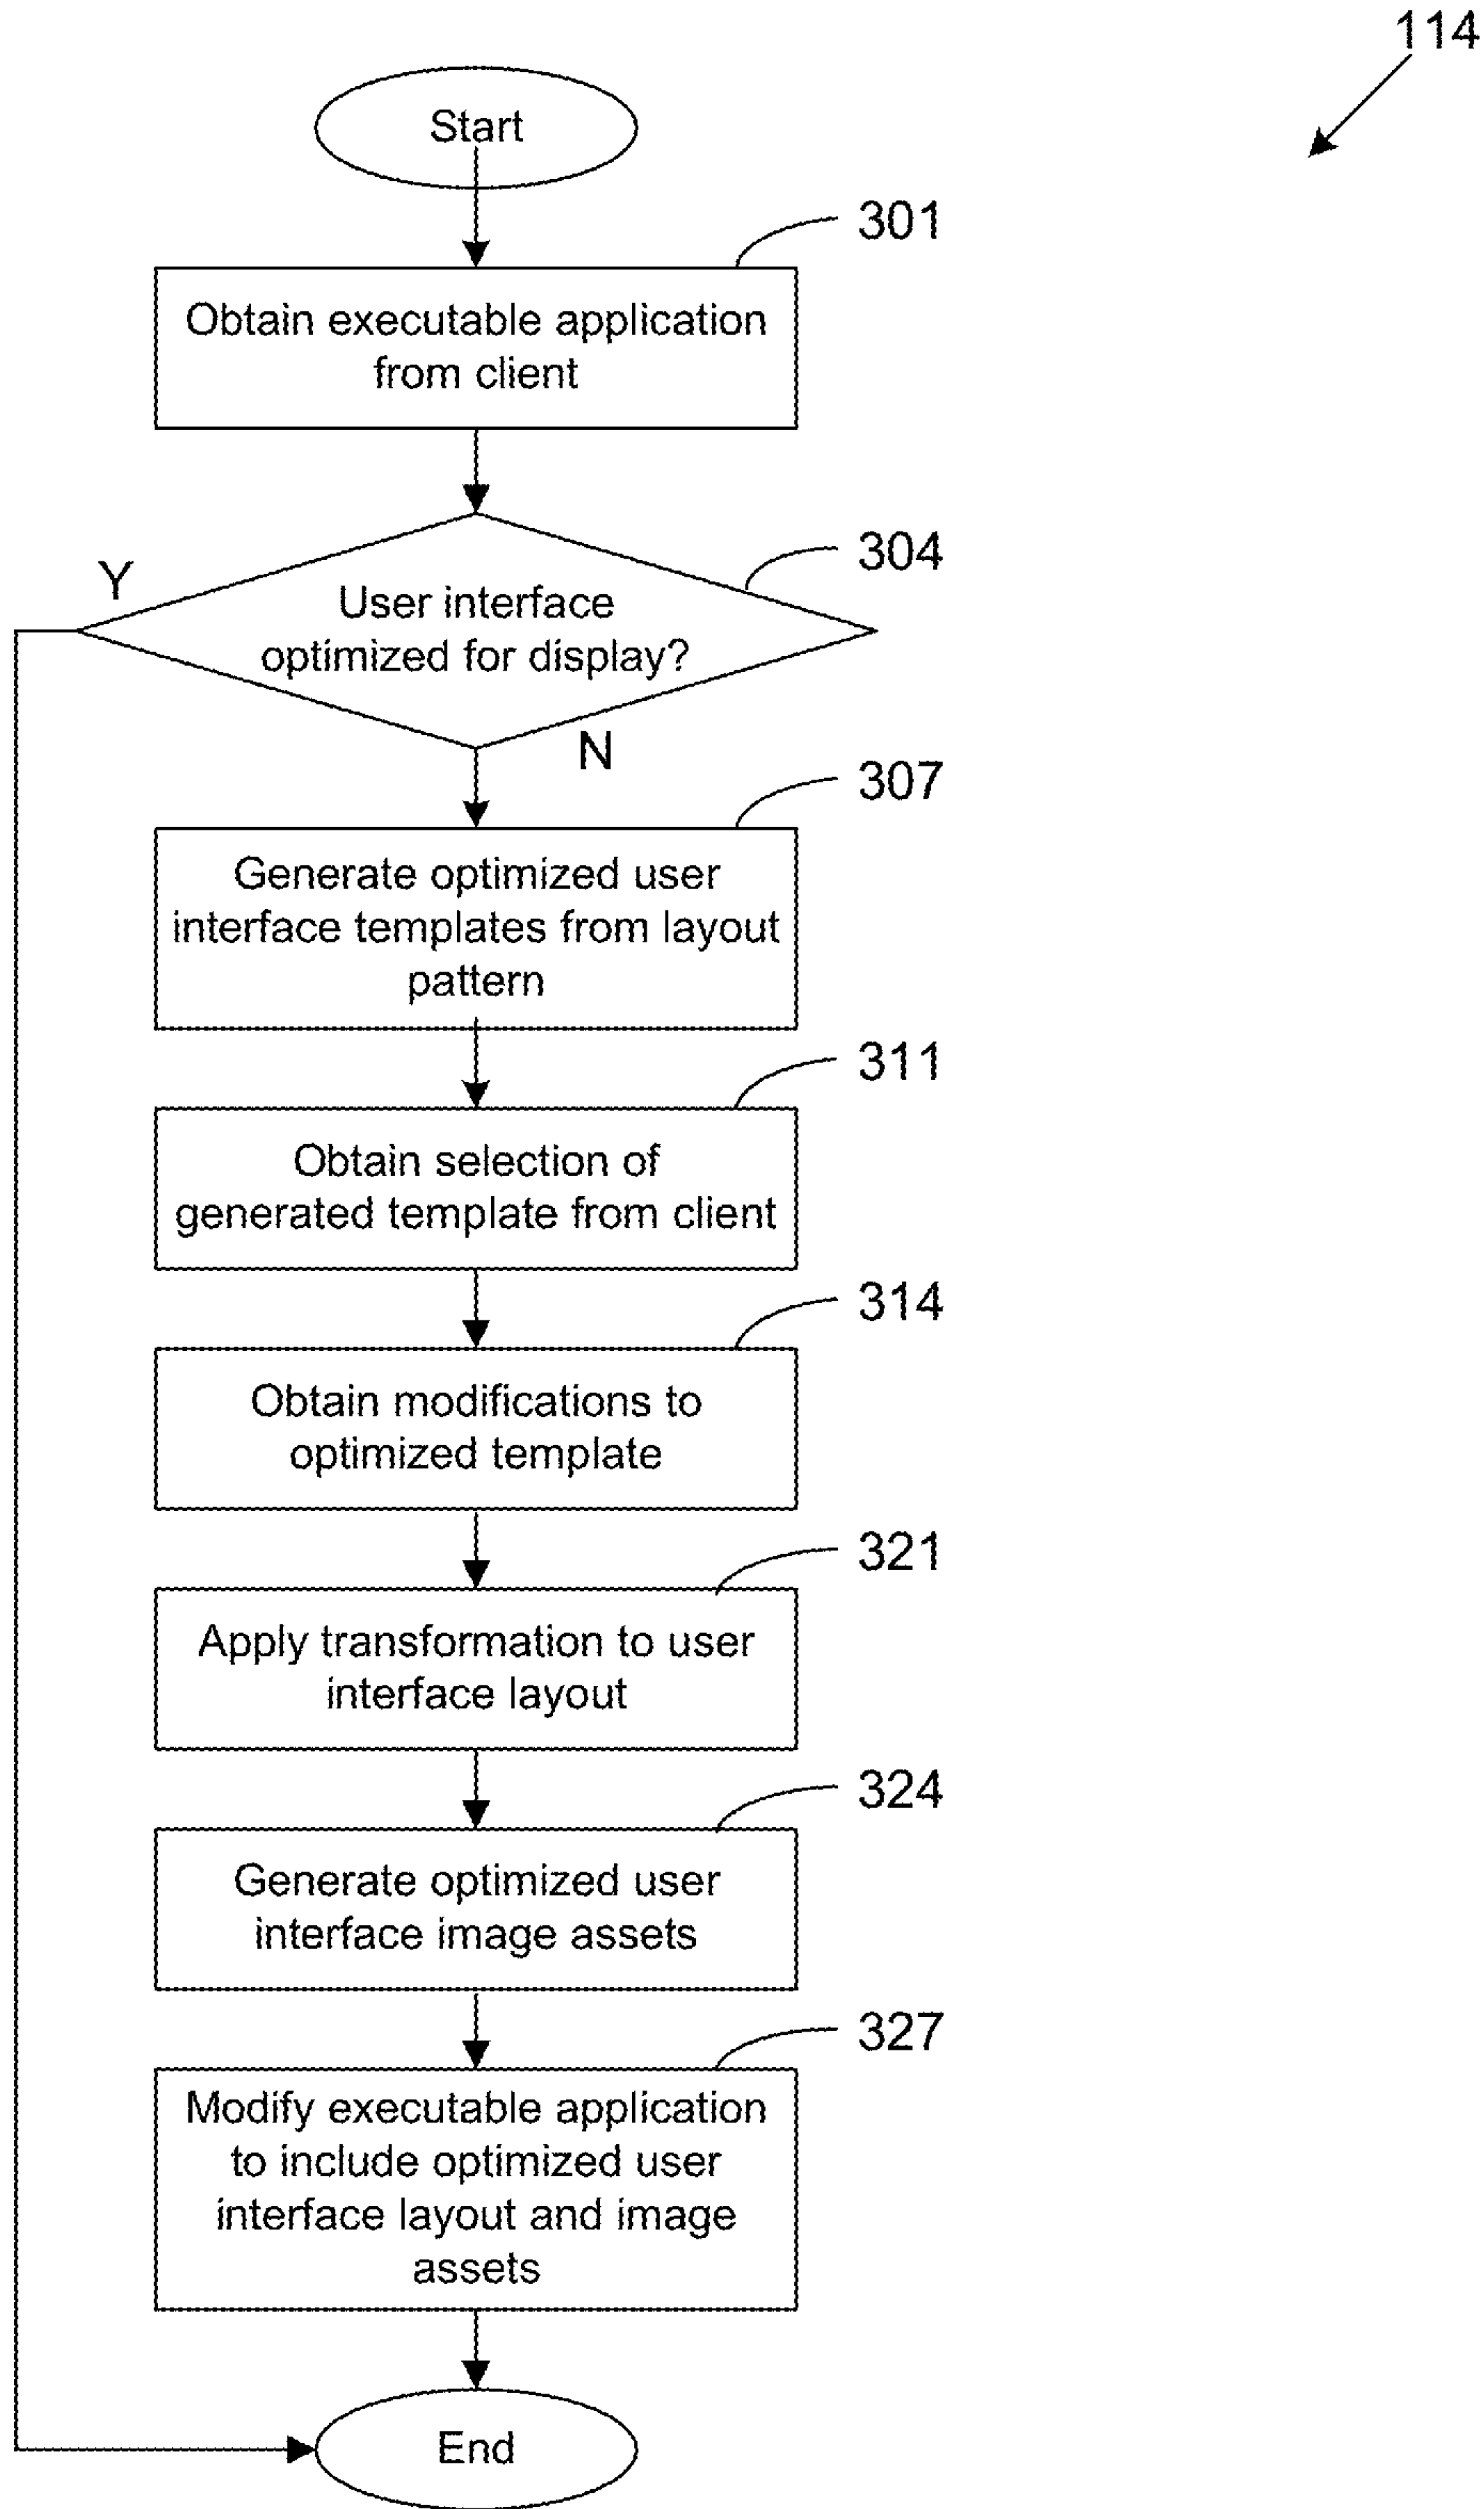 114
Start
301
Obtain executable application
from client
304
Y
User interface
optimized for display?
N
307
Generate optimized user
interface templates from layout
pattern
311
Obtain selection of
generated template from client
314
Obtain modifications to
optimized template
321
Apply transformation to user
interface layout
324
Generate optimized user
interface image assets
327
Modify executable application
to include optimized user
interface layout and image
assets
End